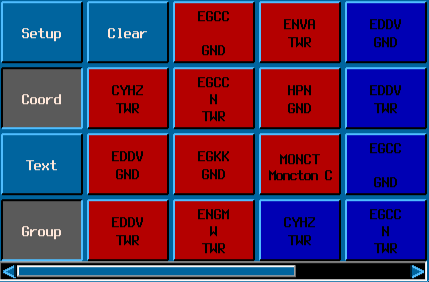 Setup
Clear
EGCC
GND
ENVA
TWR
EDDV
GND
Coord
CYHZ
TWR
EGCC
N
TWR
HPN
GND
EDDV
TWR
Text
EDDV
GND
EGKK
GND
MONCT
Moncton C
EGCC
GND
Group
EDDV
TWR
ENGM
W
TWR
CYHZ
TWR
EGCC
N
TWR